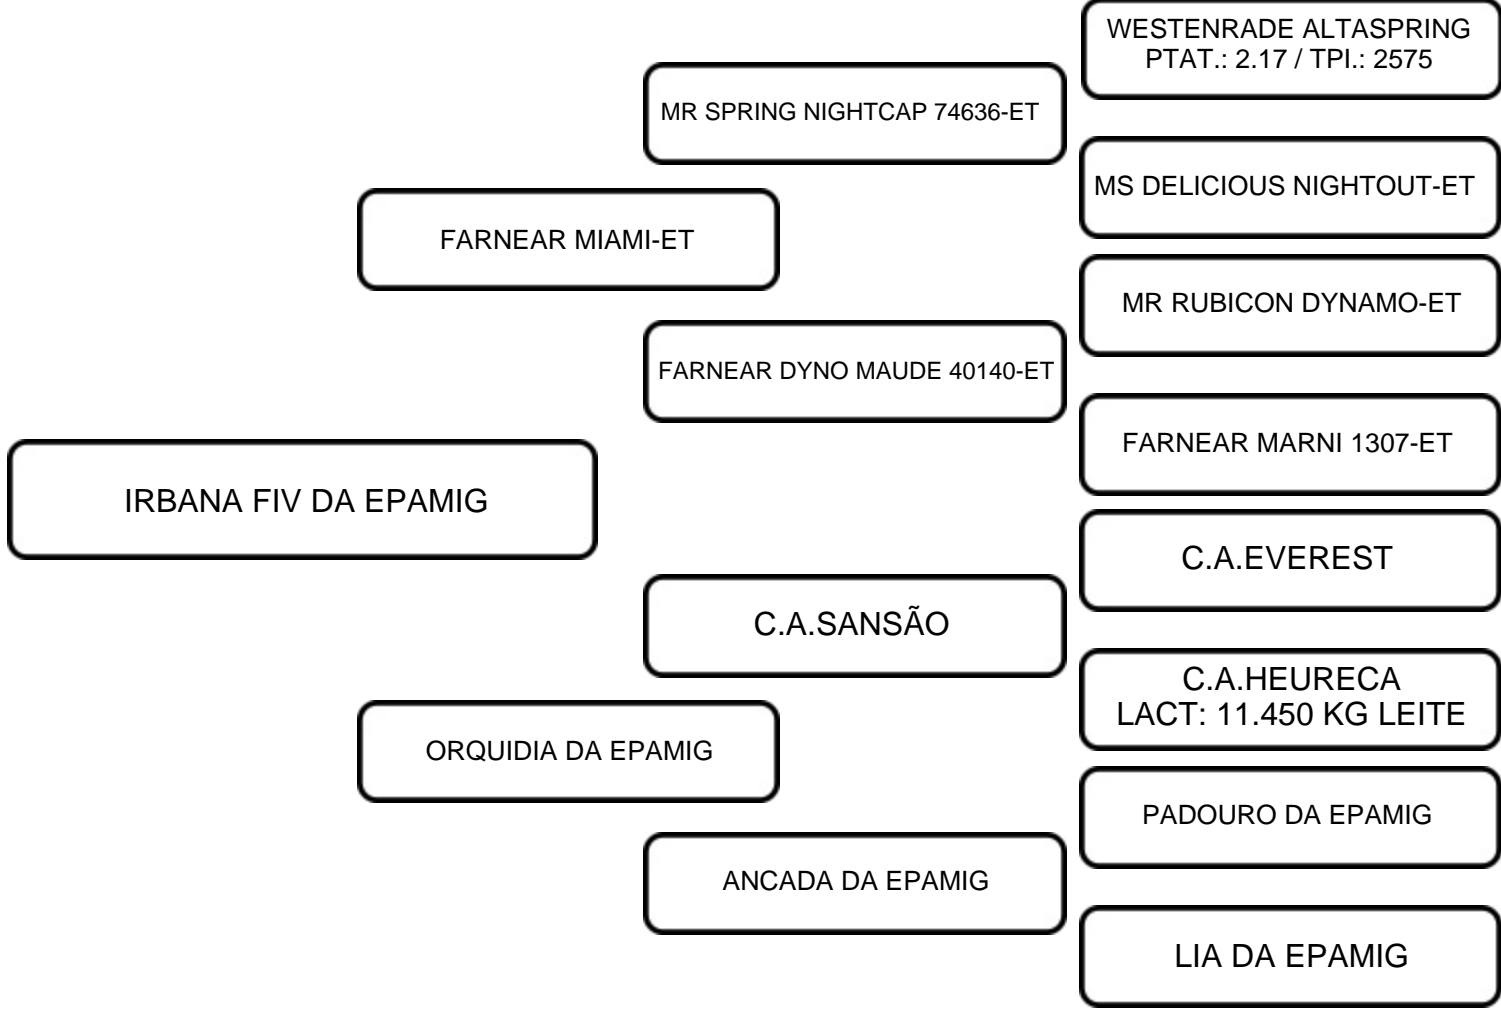 WESTENRADE ALTASPRING
PTAT.: 2.17 / TPI.: 2575
MR SPRING NIGHTCAP 74636-ET
MS DELICIOUS NIGHTOUT-ET
FARNEAR MIAMI-ET
MR RUBICON DYNAMO-ET
FARNEAR DYNO MAUDE 40140-ET
FARNEAR MARNI 1307-ET
IRBANA FIV DA EPAMIG
C.A.EVEREST
C.A.SANSÃO
C.A.HEURECA
LACT: 11.450 KG LEITE
ORQUIDIA DA EPAMIG
PADOURO DA EPAMIG
ANCADA DA EPAMIG
LIA DA EPAMIG